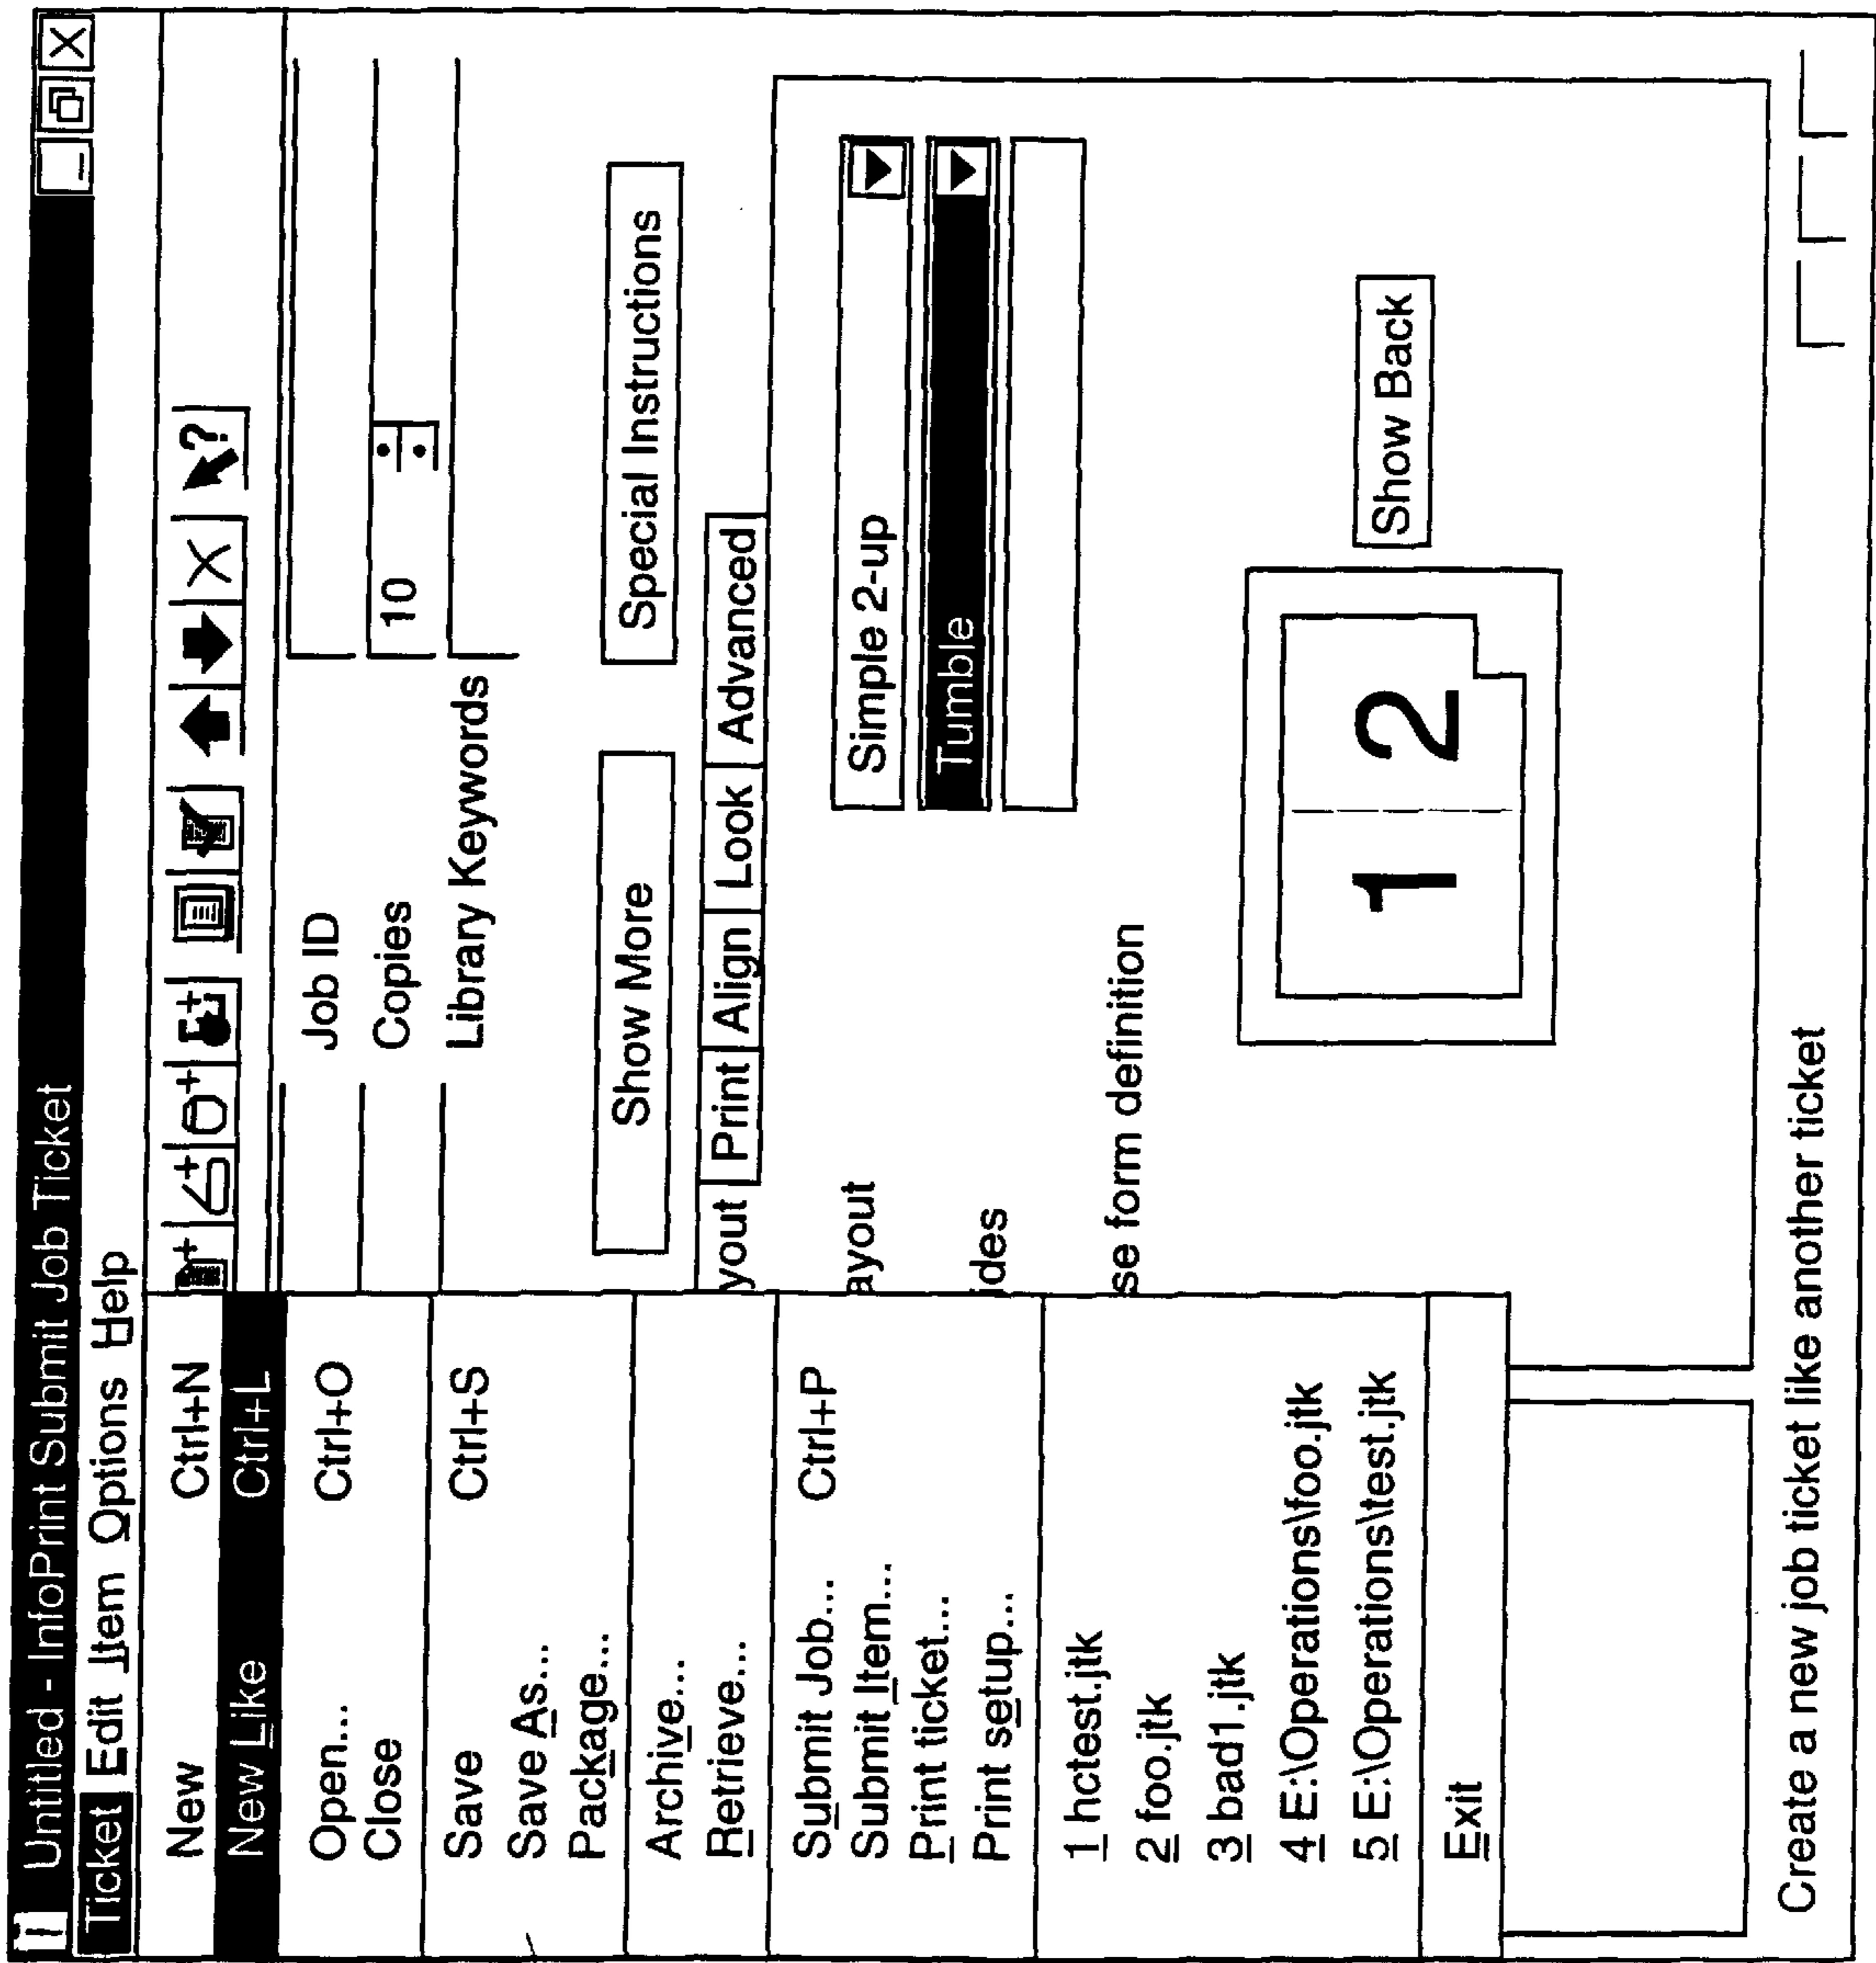 Untitled - InfoPrint Submit Job Ticket
Ticket Edit Item Options Help
New Ctrl+N
New Like Ctrl+L
Open... Ctrl+O
Close
Save Ctrl+S
Save As...
Package...
Archive...
Retrieve...
Submit Job... Ctrl+P
Submit Item...
Print ticket...
Print setup...
1 hctest.jtk
2 foo.jtk
3 bad1.jtk
4 E:\Operations\foo.jtk
5 E:\Operations\test.jtk
Exit
Job ID
Copies 10
Library Keywords
Show More Special Instructions
yout Print Align Look Advanced
ayout Simple 2-up
ides Tumble
se form definition
1 2 Show Back
Create a new job ticket like another ticket